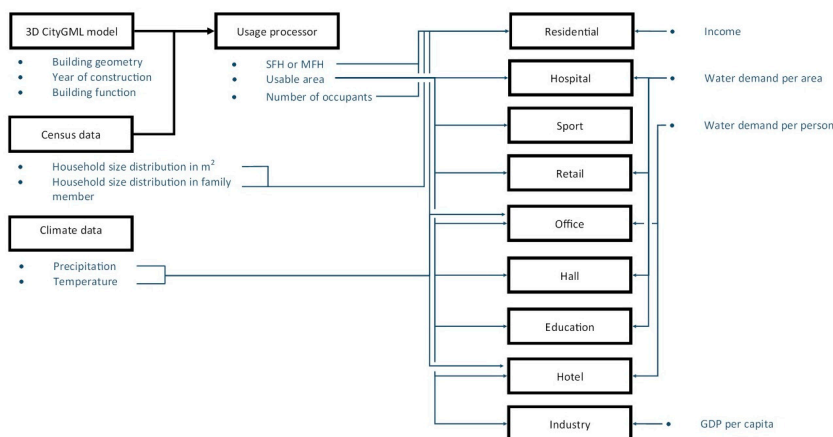 3D CityGML model
• Building geometry
• Year of construction
• Building function
Usage processor
• SFH or MFH
• Usable area
• Number of occupants
Census data
• Household size distribution in m²
• Household size distribution in family
member
Climate data
• Precipitation
• Temperature
Residential
Hospital
Sport
Retail
Office
Hall
Education
Hotel
Industry
• Income
• Water demand per area
• Water demand per person
• GDP per capita